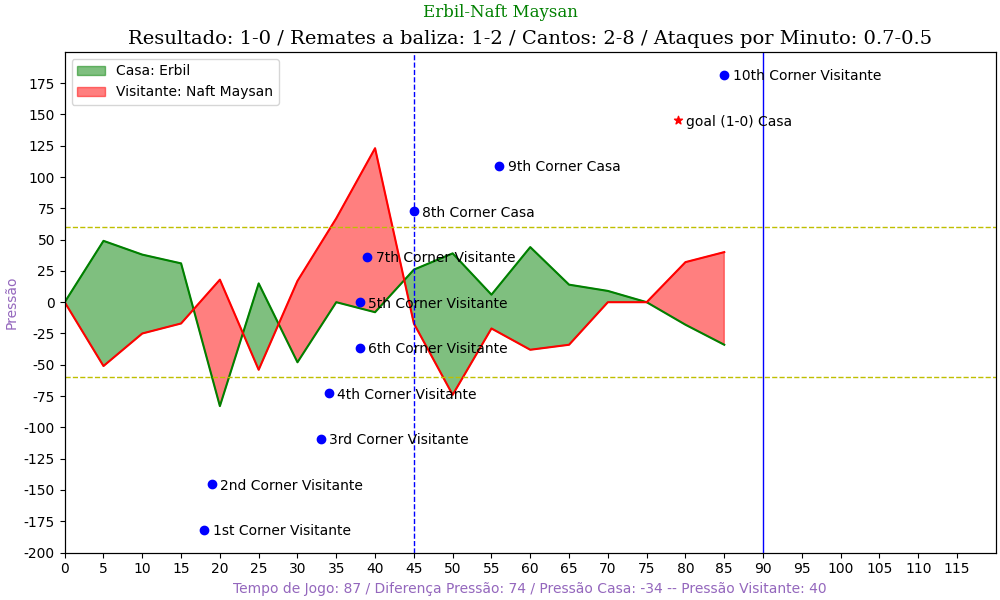 Erbil-Naft Maysan
Resultado: 1-0 / Remates a baliza: 1-2 / Cantos: 2-8 / Ataques por Minuto: 0.7-0.5
Casa: Erbil
Visitante: Naft Maysan
10th Corner Visitante
goal (1-0) Casa
9th Corner Casa
8th Corner Casa
7th Corner Visitante
5th Corner Visitante
6th Corner Visitante
4th Corner Visitante
3rd Corner Visitante
2nd Corner Visitante
1st Corner Visitante
175
150
125
100
75
50
25
0
-25
-50
-75
-100
-125
-150
-175
-200
Pressão
0 5 10 15 20 25 30 35 40 45 50 55 60 65 70 75 80 85 90 95 100 105 110 115
Tempo de Jogo: 87 / Diferença Pressão: 74 / Pressão Casa: -34 -- Pressão Visitante: 40